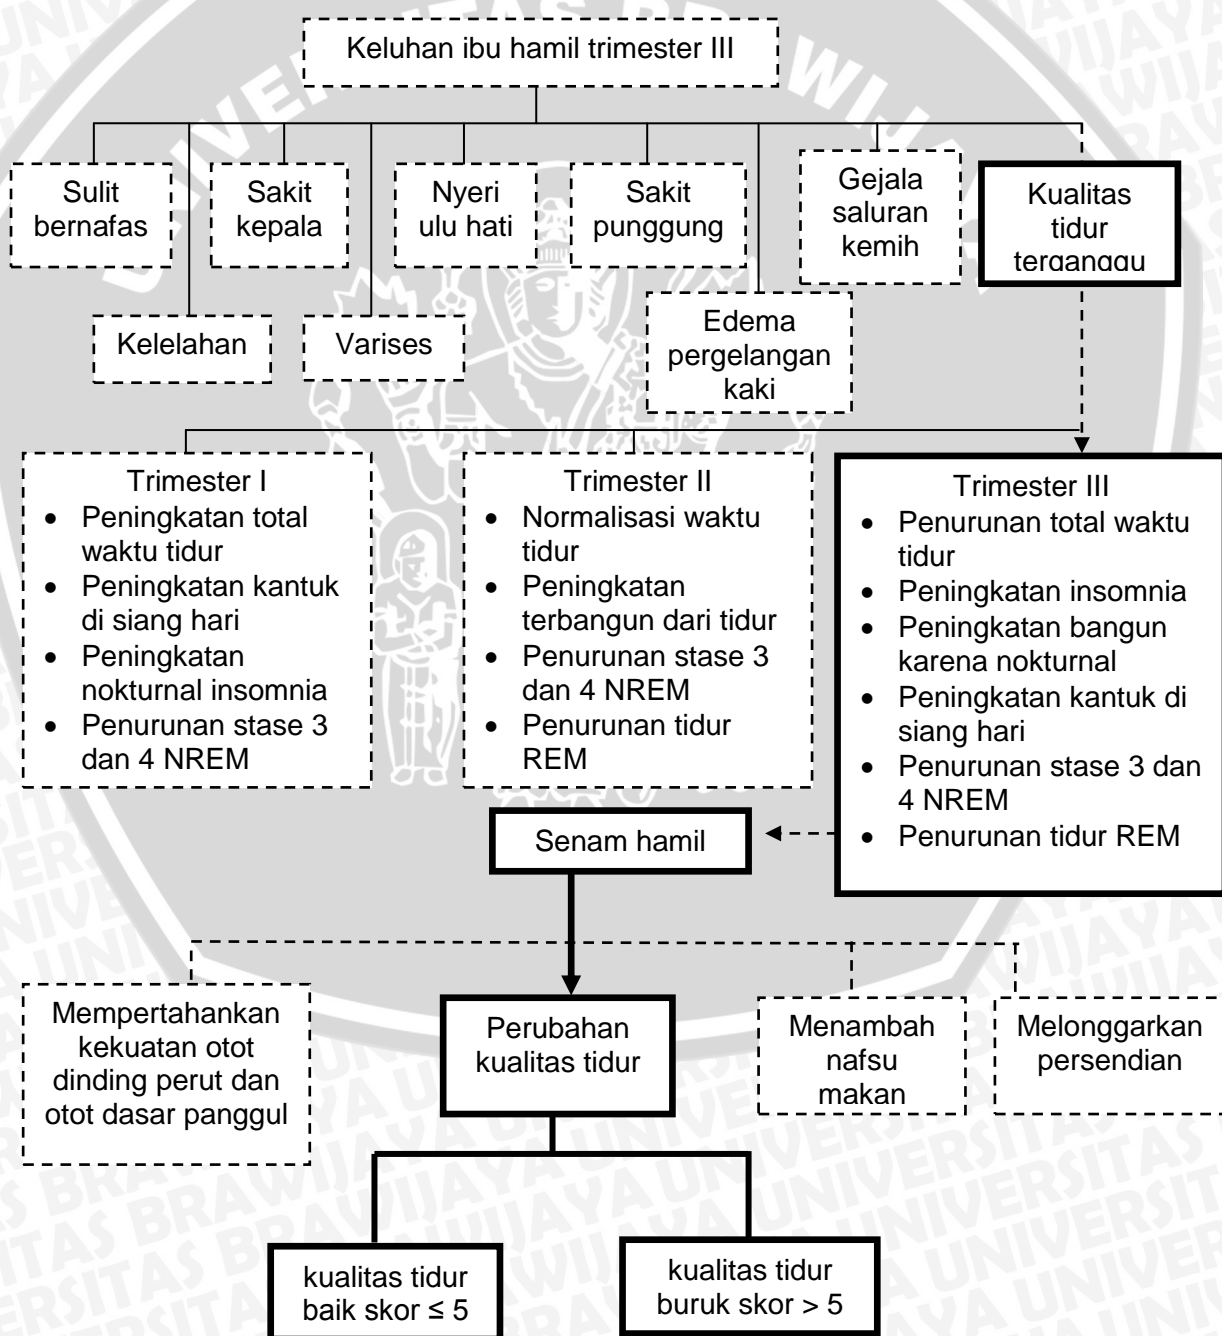 Keluhan ibu hamil trimester III
Sulit
bernafas
Sakit
kepala
Nyeri
ulu hati
Sakit
punggung
Gejala
saluran
kemih
Kualitas
tidur
terganggu
Kelelahan
Varises
Edema
pergelangan
kaki
Trimester I
• Peningkatan total
waktu tidur
• Peningkatan kantuk
di siang hari
• Peningkatan
nokturnal insomnia
• Penurunan stase 3
dan 4 NREM
Trimester II
• Normalisasi waktu
tidur
• Peningkatan
terbangun dari tidur
• Penurunan stase 3
dan 4 NREM
• Penurunan tidur
REM
Trimester III
• Penurunan total waktu
tidur
• Peningkatan insomnia
• Peningkatan bangun
karena nokturnal
• Peningkatan kantuk di
siang hari
• Penurunan stase 3 dan
4 NREM
• Penurunan tidur REM
Senam hamil
Mempertahankan
kekuatan otot
dinding perut dan
otot dasar panggul
Perubahan
kualitas tidur
Menambah
nafsu
makan
Melonggarkan
persendian
kualitas tidur
baik skor ≤ 5
kualitas tidur
buruk skor > 5